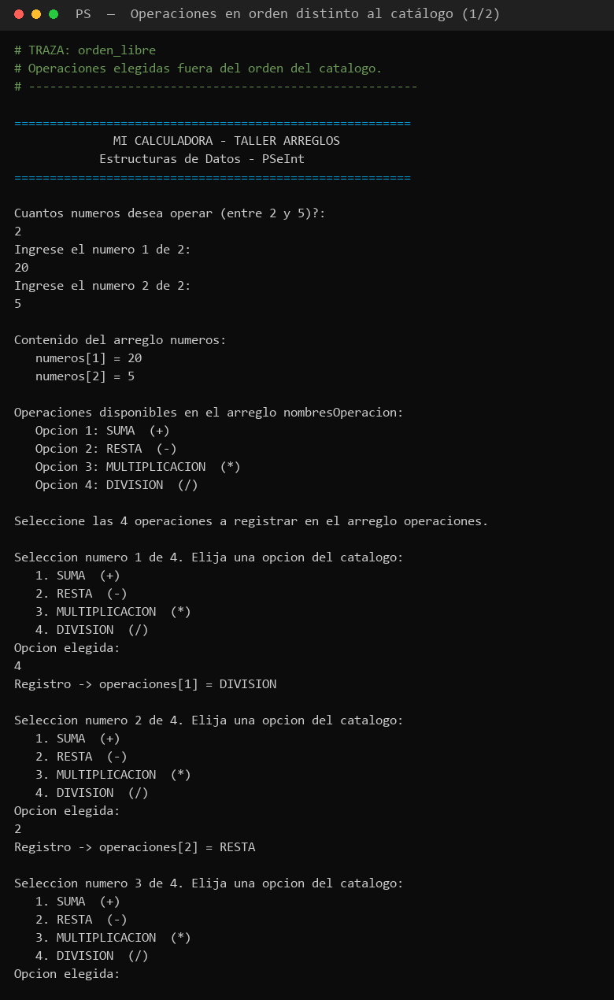 PS — Operaciones en orden distinto al catálogo (1/2)
# TRAZA: orden_libre
# Operaciones elegidas fuera del orden del catalogo.
# -------------------------------------------------------
========================================================
MI CALCULADORA - TALLER ARREGLOS
Estructuras de Datos - PSeInt
========================================================
Cuantos numeros desea operar (entre 2 y 5)?:
2
Ingrese el numero 1 de 2:
20
Ingrese el numero 2 de 2:
5
Contenido del arreglo numeros:
numeros[1] = 20
numeros[2] = 5
Operaciones disponibles en el arreglo nombresOperacion:
Opcion 1: SUMA  (+)
Opcion 2: RESTA  (-)
Opcion 3: MULTIPLICACION  (*)
Opcion 4: DIVISION  (/)
Seleccione las 4 operaciones a registrar en el arreglo operaciones.
Seleccion numero 1 de 4. Elija una opcion del catalogo:
1. SUMA  (+)
2. RESTA  (-)
3. MULTIPLICACION  (*)
4. DIVISION  (/)
Opcion elegida:
4
Registro -> operaciones[1] = DIVISION
Seleccion numero 2 de 4. Elija una opcion del catalogo:
1. SUMA  (+)
2. RESTA  (-)
3. MULTIPLICACION  (*)
4. DIVISION  (/)
Opcion elegida:
2
Registro -> operaciones[2] = RESTA
Seleccion numero 3 de 4. Elija una opcion del catalogo:
1. SUMA  (+)
2. RESTA  (-)
3. MULTIPLICACION  (*)
4. DIVISION  (/)
Opcion elegida: